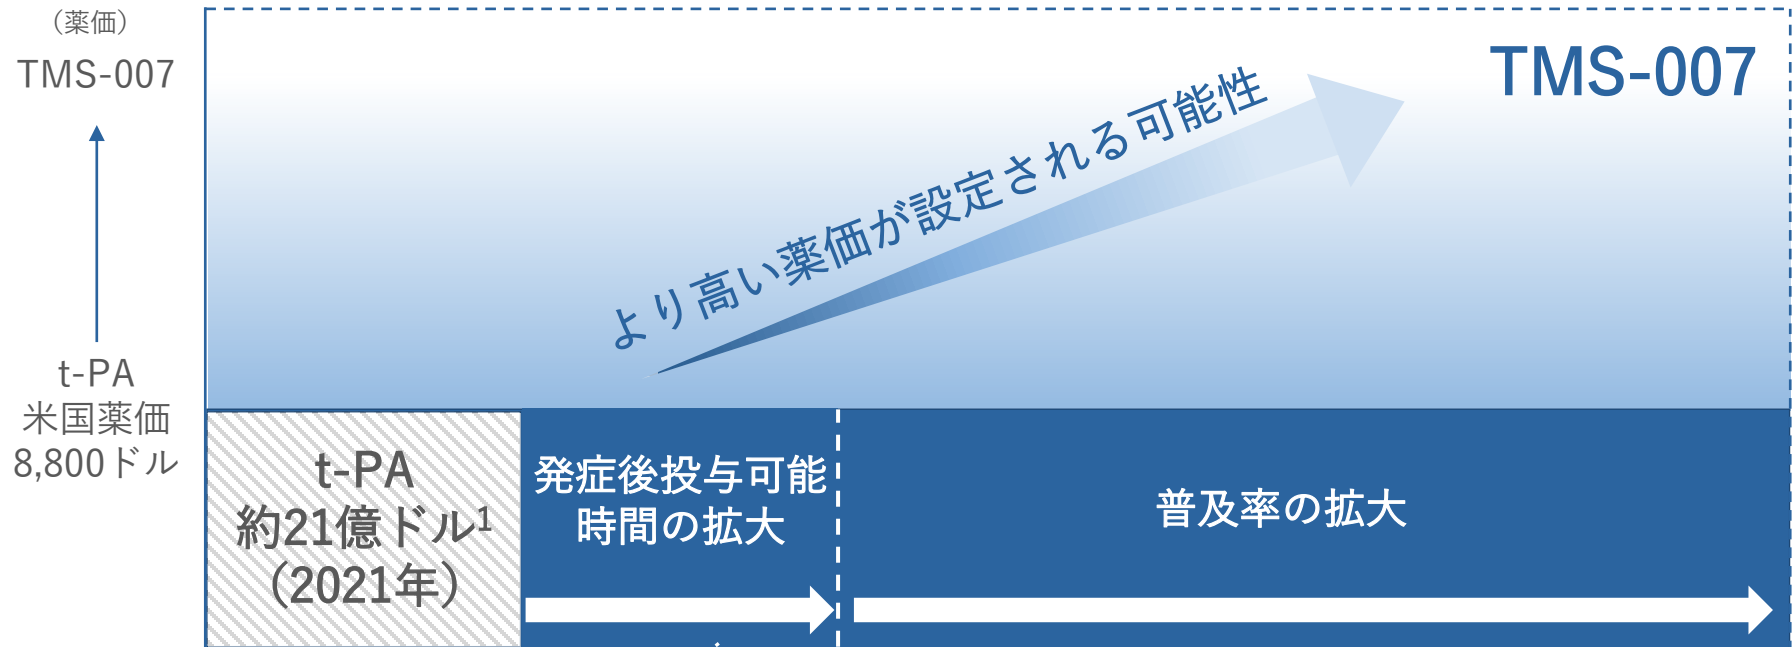 （薬価）
TMS-007
t-PA
米国薬価
8,800ドル
TMS-007
より高い薬価が設定される可能性
t-PA
約21億ドル1
（2021年）
発症後投与可能
時間の拡大
普及率の拡大